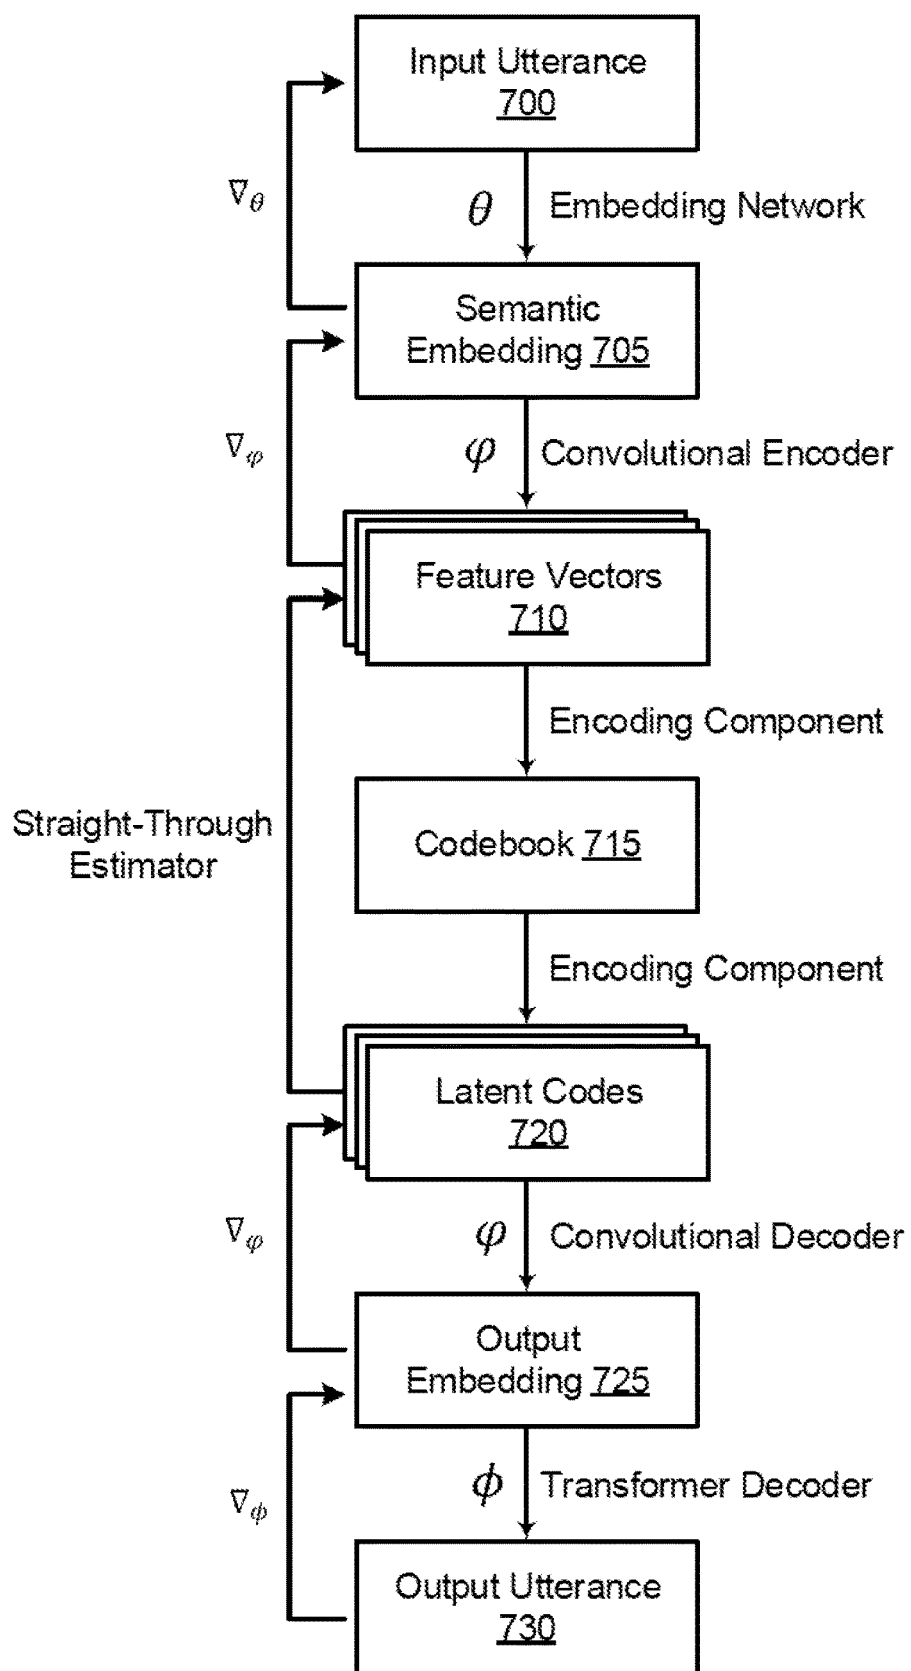 Input Utterance
700
∇θ
θ
Embedding Network
Semantic
Embedding 705
∇φ
φ
Convolutional Encoder
Feature Vectors
710
Encoding Component
Straight-Through
Estimator
Codebook 715
Encoding Component
Latent Codes
720
∇φ
φ
Convolutional Decoder
Output
Embedding 725
∇ϕ
ϕ
Transformer Decoder
Output Utterance
730